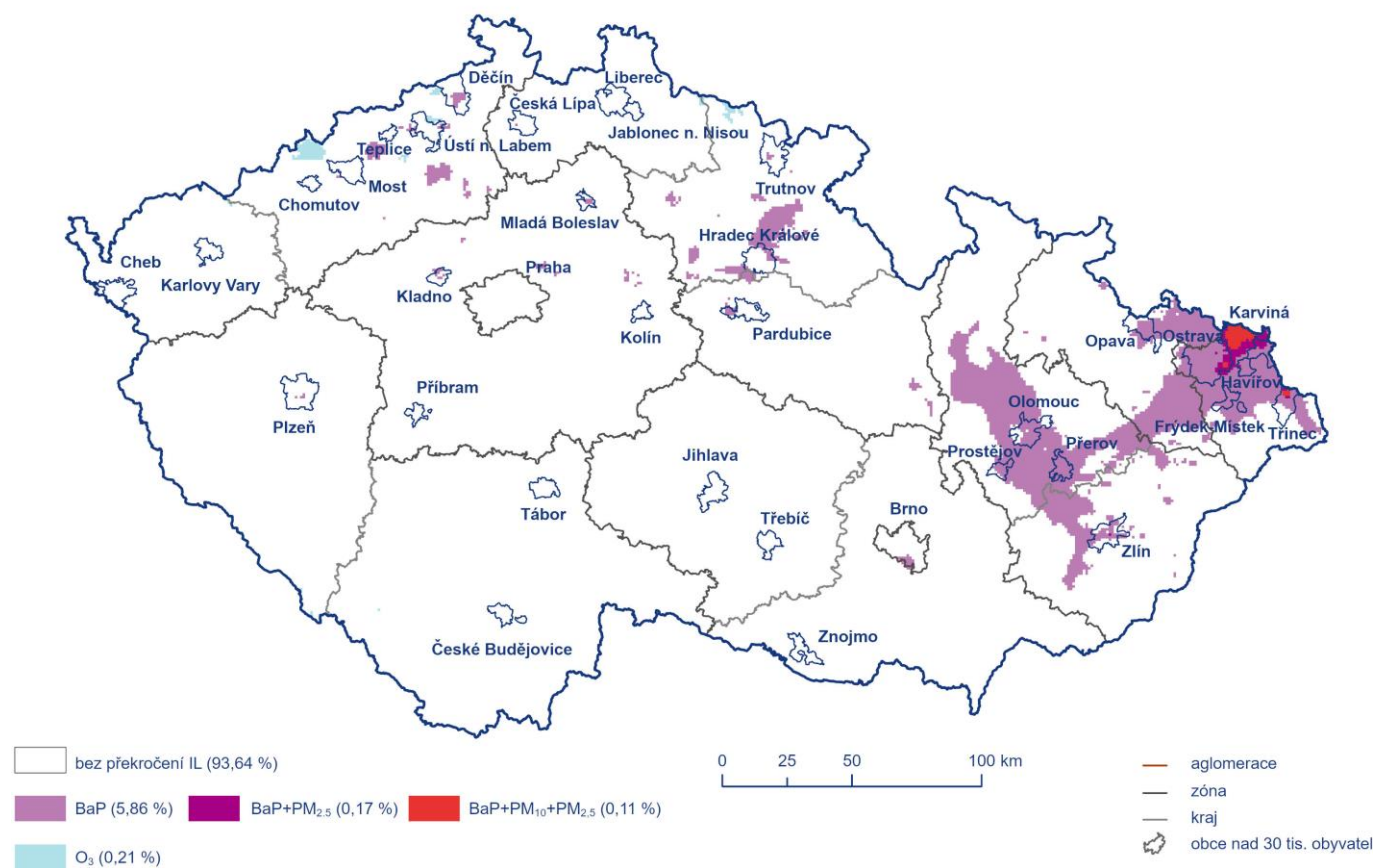 Děčín
Liberec
Česká Lípa
Jablonec n. Nisou
Teplice
Ústí n. Labem
Most
Chomutov
Trutnov
Mladá Boleslav
Hradec Králové
Cheb
Karlovy Vary
Praha
Kladno
Kolín
Pardubice
Karviná
Opava
Ostrava
Havířov
Příbram
Plzeň
Olomouc
Frýdek-Místek
Třinec
Prostějov
Přerov
Jihlava
Tábor
Třebíč
Brno
Zlín
České Budějovice
Znojmo
bez překročení IL (93,64 %)
BaP (5,86 %)
BaP+PM2.5 (0,17 %)
BaP+PM10+PM2,5 (0,11 %)
O3 (0,21 %)
0 25 50 100 km
aglomerace
zóna
kraj
obce nad 30 tis. obyvatel